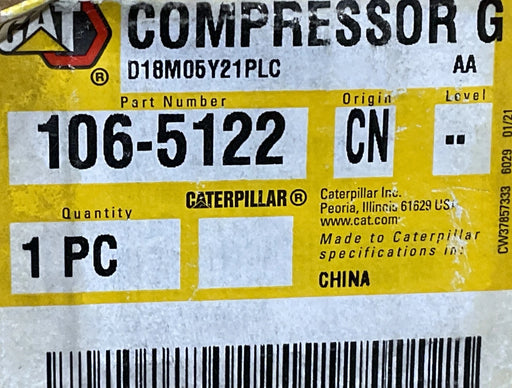 CAT ®
COMPRESSOR G
D18M05Y21PLC AA
Part Number Origin Level
106-5122 CN --
CATERPILLAR®
Caterpillar Inc.
Peoria, Illinois 61629 USA
www.cat.com
Quantity
1 PC
Made to Caterpillar
specifications in:
CHINA
CW37857333 6029 01/21